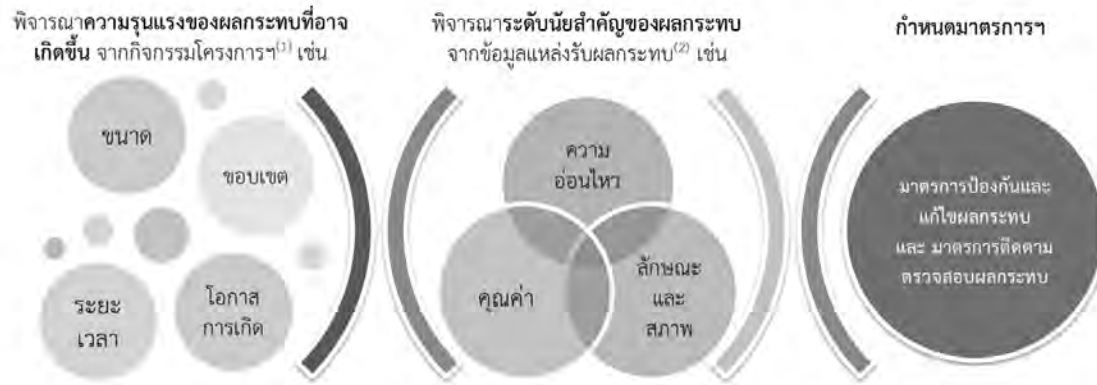 พิจารณาความรุนแรงของผลกระทบที่อาจ
เกิดขึ้น จากกิจกรรมโครงการฯ(1) เช่น
ขนาด
ขอบเขต
ระยะ
เวลา
โอกาส
การเกิด
พิจารณาระดับนัยสำคัญของผลกระทบ
จากข้อมูลแหล่งรับผลกระทบ(2) เช่น
ความ
อ่อนไหว
คุณค่า
ลักษณะ
และ
สภาพ
กำหนดมาตรการฯ
มาตรการป้องกันและ
แก้ไขผลกระทบ
และ มาตรการติดตาม
ตรวจสอบผลกระทบ